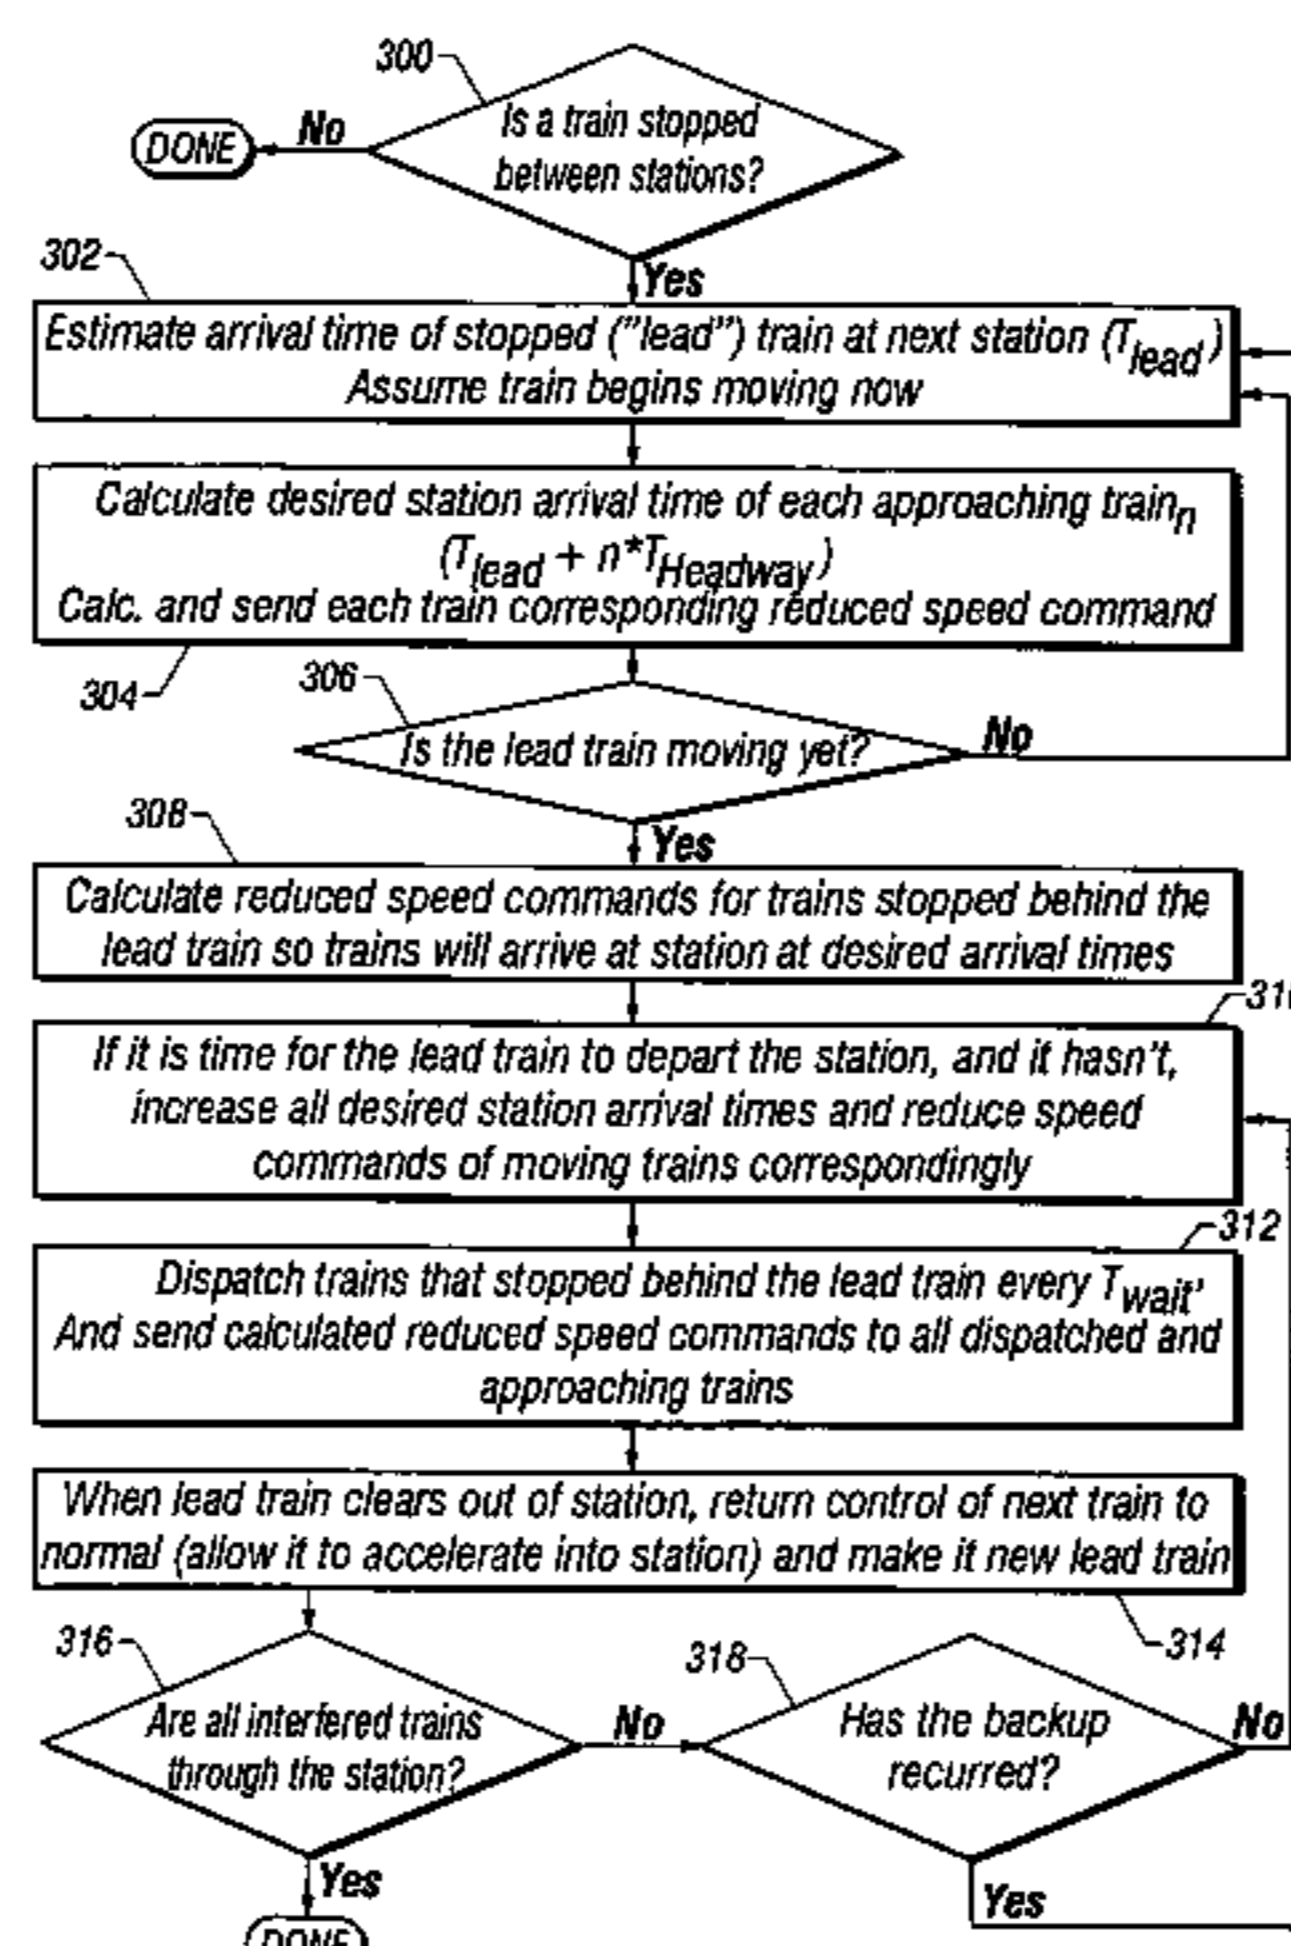 300
Is a train stopped
between stations?
No
DONE
Yes
302
Estimate arrival time of stopped ("lead") train at next station (Tlead)
Assume train begins moving now
Calculate desired station arrival time of each approaching trainn
(Tlead + n*THeadway)
Calc. and send each train corresponding reduced speed command
304
306
Is the lead train moving yet?
No
Yes
308
Calculate reduced speed commands for trains stopped behind the
lead train so trains will arrive at station at desired arrival times
If it is time for the lead train to depart the station, and it hasn't,
increase all desired station arrival times and reduce speed
commands of moving trains correspondingly
312
Dispatch trains that stopped behind the lead train every Twait,
And send calculated reduced speed commands to all dispatched and
approaching trains
When lead train clears out of station, return control of next train to
normal (allow it to accelerate into station) and make it new lead train
314
316
Are all interfered trains
through the station?
No
318
Has the backup
recurred?
No
Yes
Yes
DONE